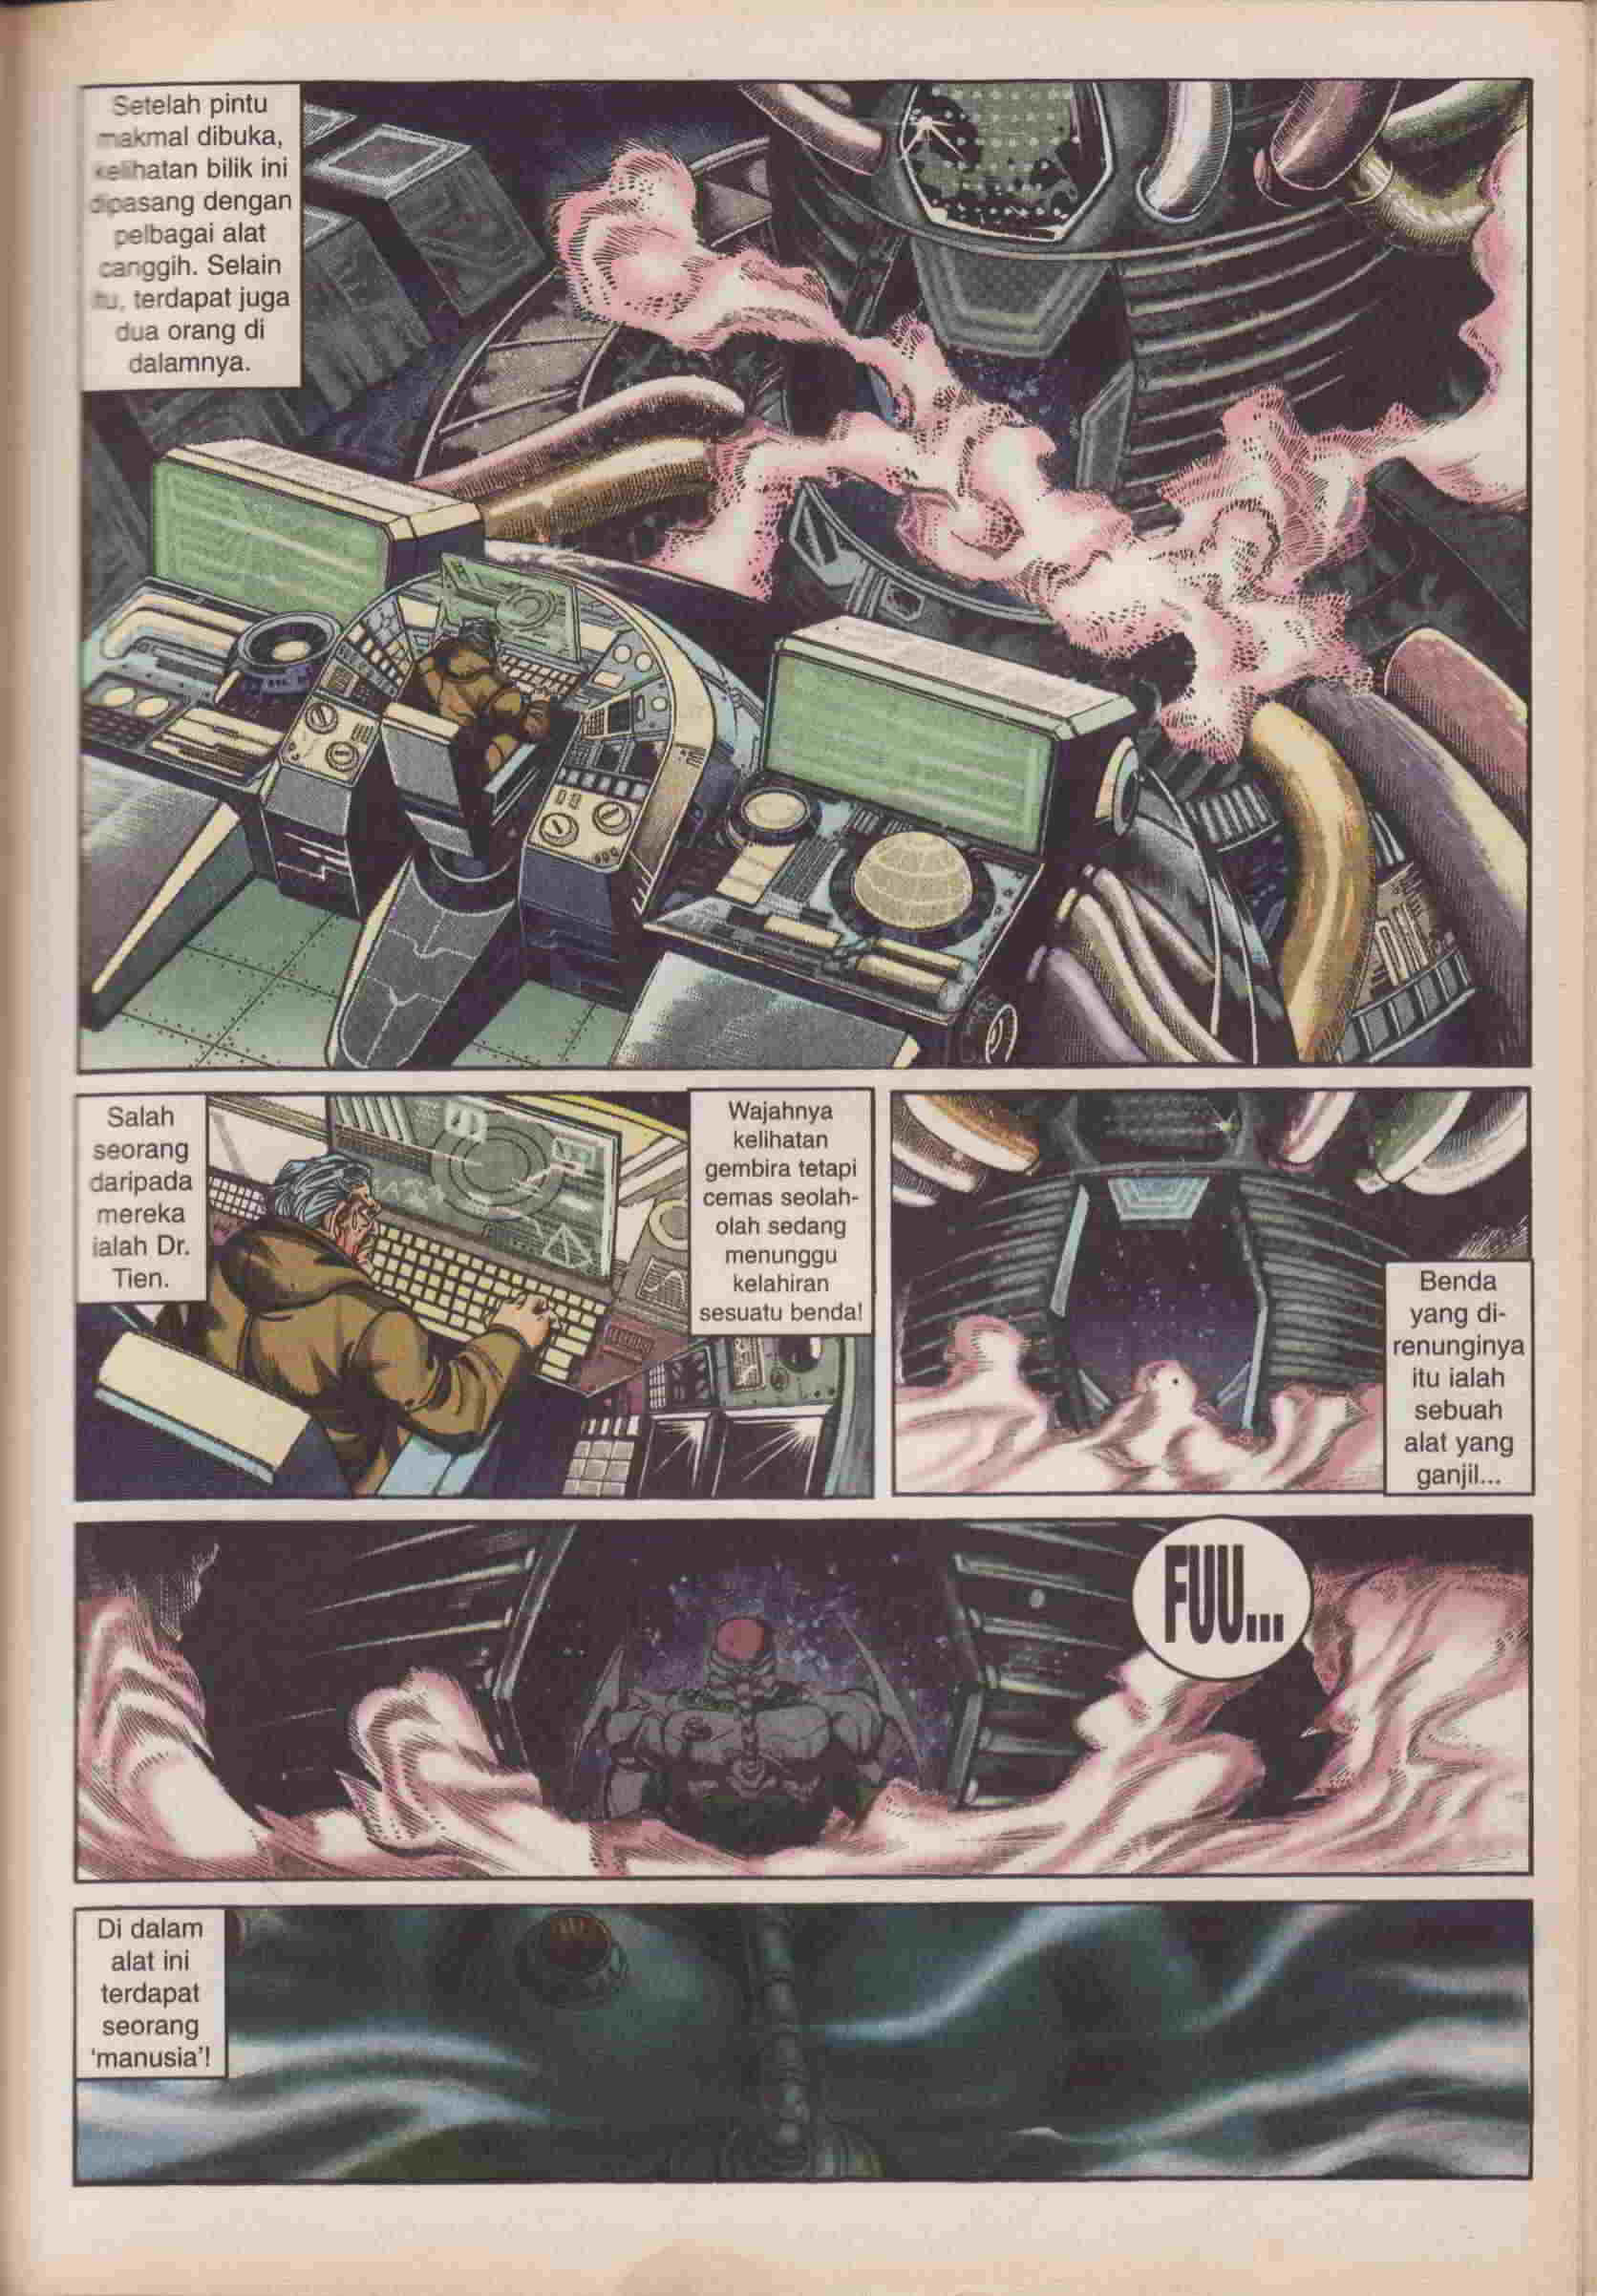 Setelah pintu
makmal dibuka,
kelihatan bilik ini
dipasang dengan
pelbagai alat
canggih. Selain
itu, terdapat juga
dua orang di
dalamnya.
Salah
seorang
daripada
mereka
ialah Dr.
Tien.
Wajahnya
kelihatan
gembira tetapi
cemas seolah-
olah sedang
menunggu
kelahiran
sesuatu benda!
Benda
yang di-
renunginya
itu ialah
sebuah
alat yang
ganjil...
FUU...
Di dalam
alat ini
terdapat
seorang
‘manusia’!